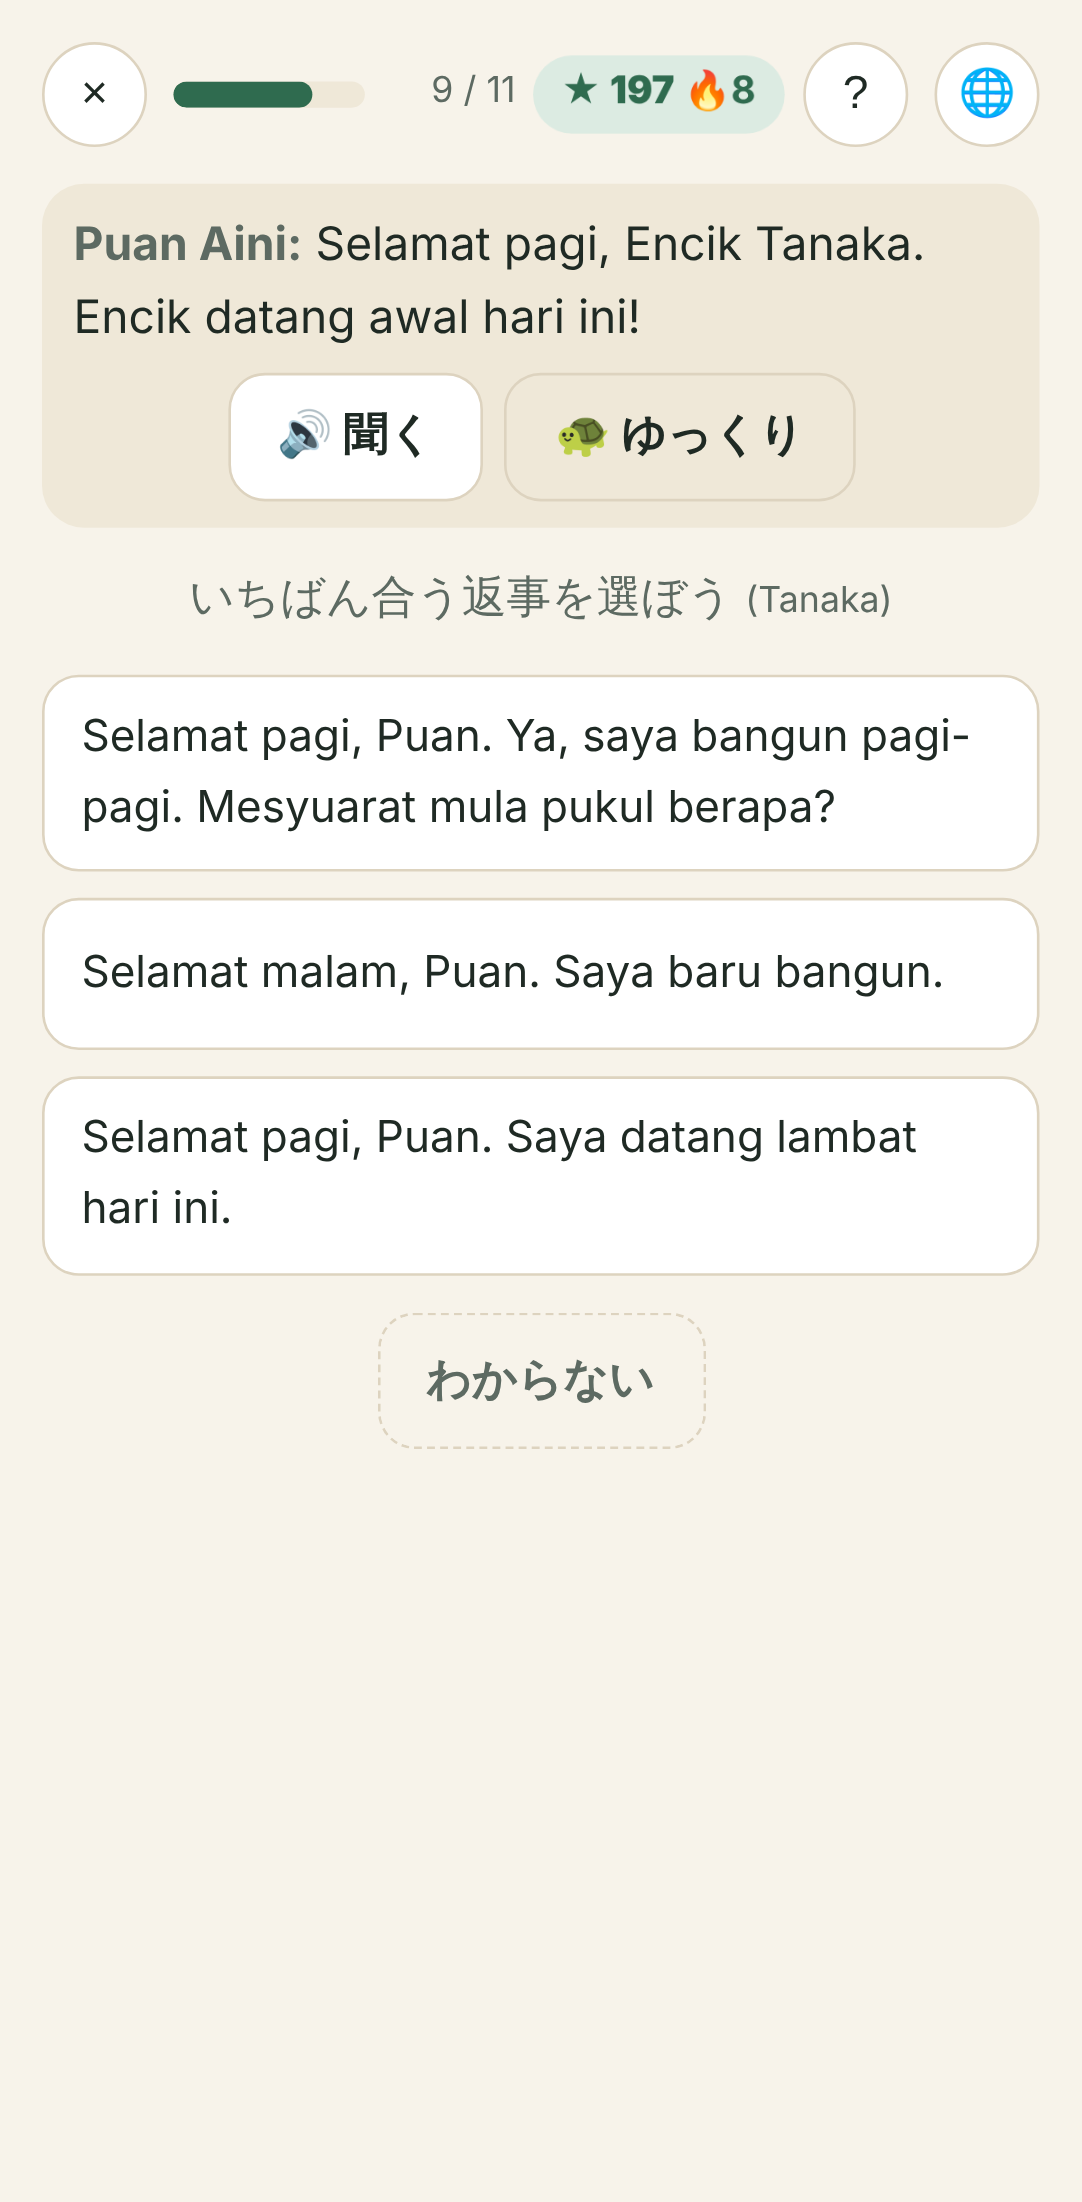 × 9 / 11 ★ 197 🔥8 ? 🌐
Puan Aini: Selamat pagi, Encik Tanaka.
Encik datang awal hari ini!
🔊 聞く 🐢 ゆっくり
いちばん合う返事を選ぼう (Tanaka)
Selamat pagi, Puan. Ya, saya bangun pagi-
pagi. Mesyuarat mula pukul berapa?
Selamat malam, Puan. Saya baru bangun.
Selamat pagi, Puan. Saya datang lambat
hari ini.
わからない